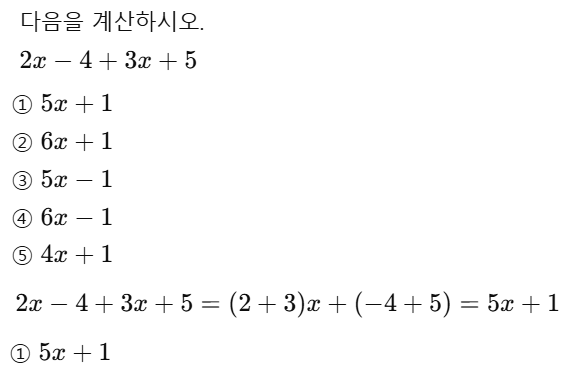 다음을 계산하시오.
2x − 4 + 3x + 5
① 5x + 1
② 6x + 1
③ 5x − 1
④ 6x − 1
⑤ 4x + 1
2x − 4 + 3x + 5 = (2 + 3)x + (−4 + 5) = 5x + 1
① 5x + 1